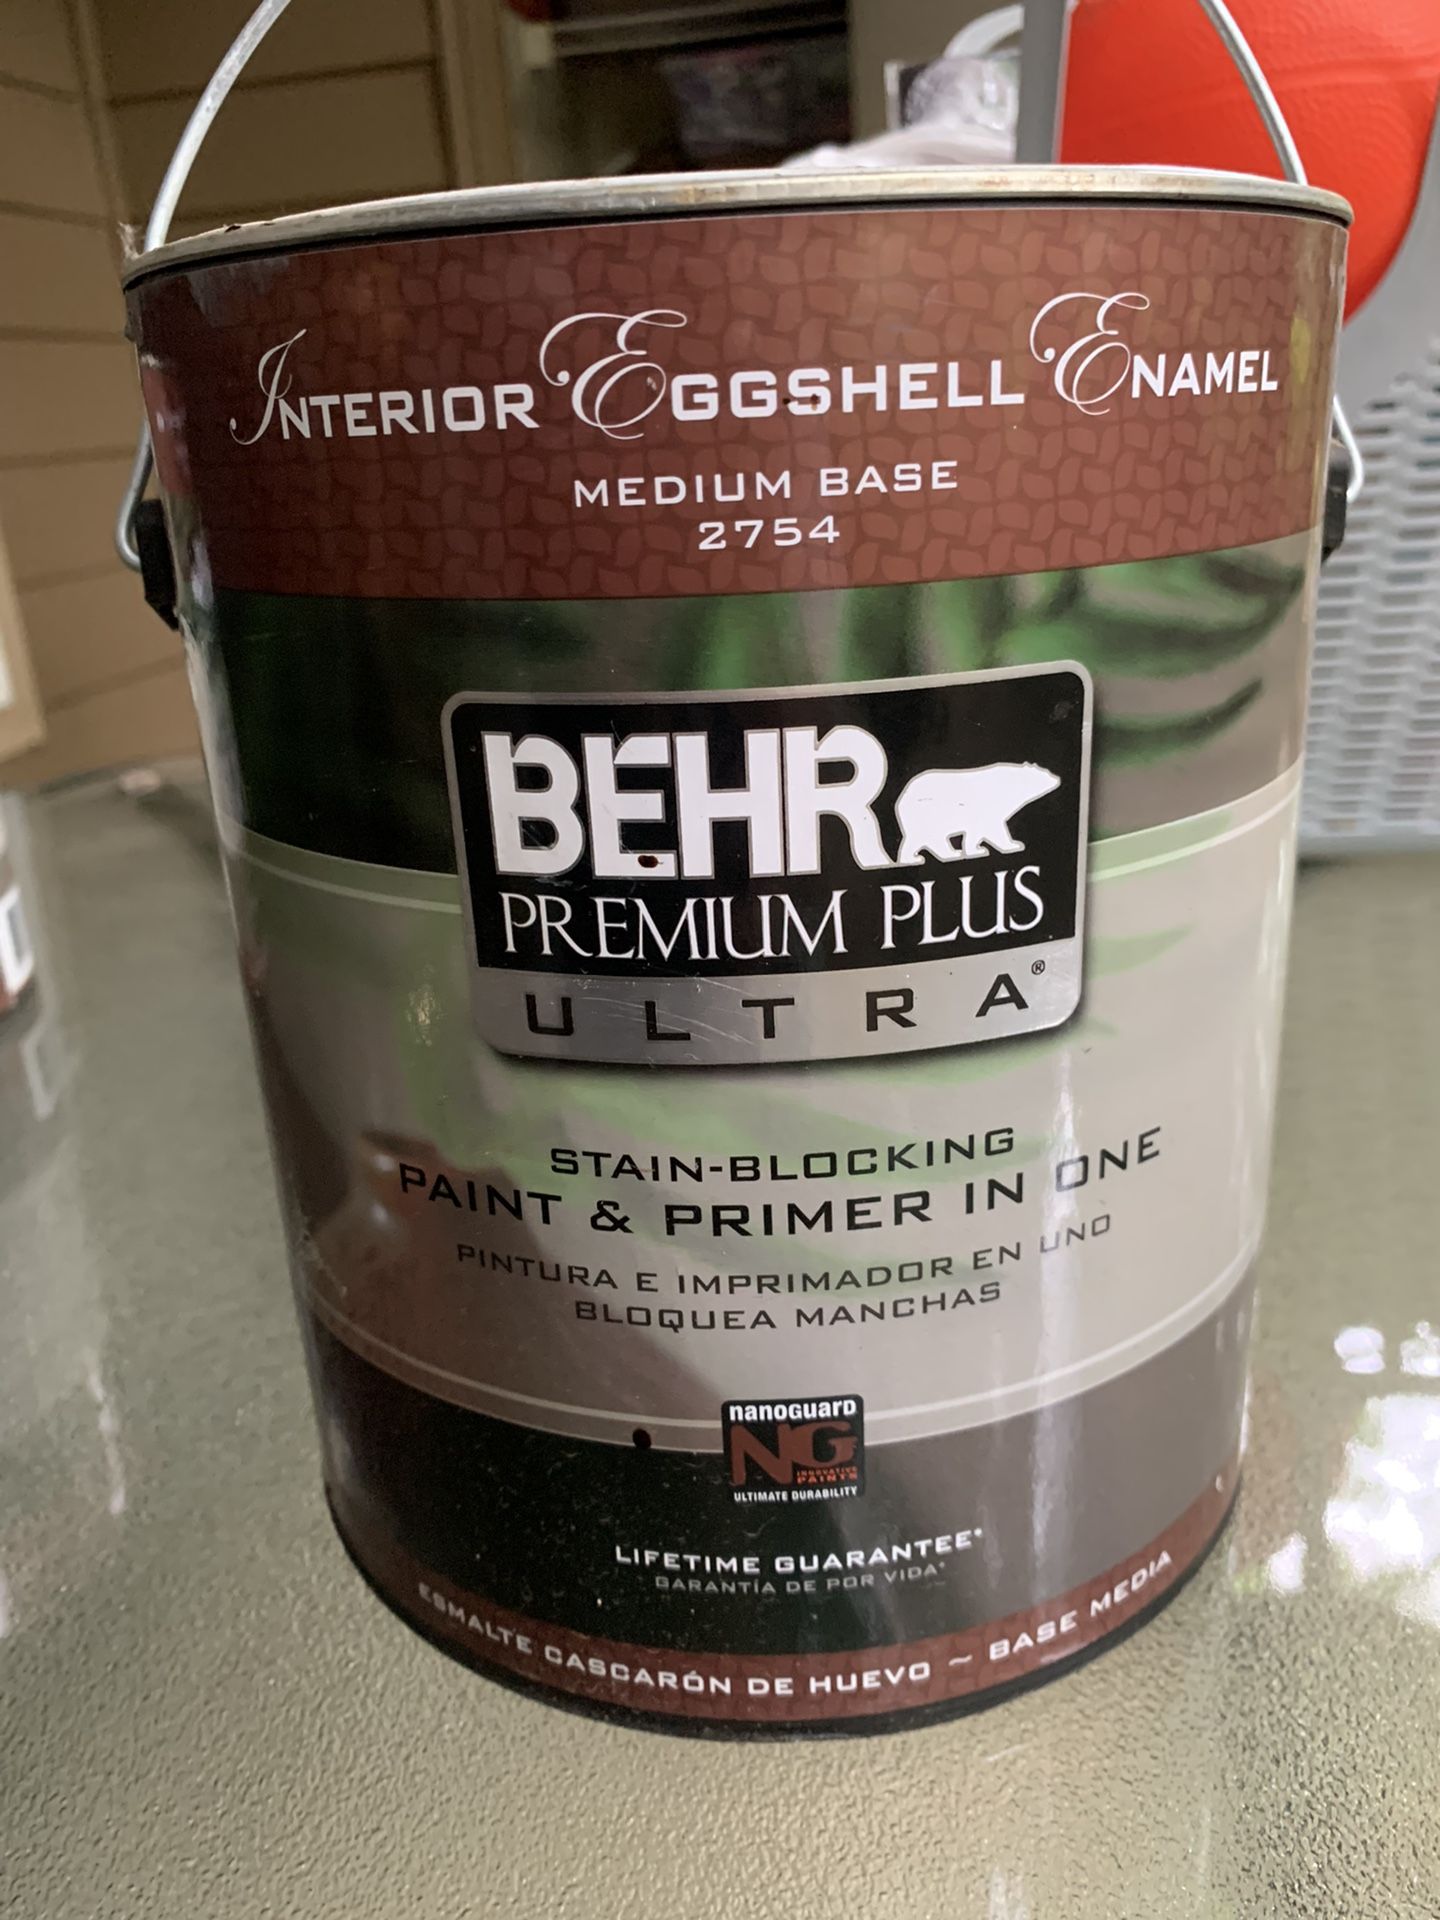 Interior Eggshell Enamel
MEDIUM BASE
2754
BEHR
PREMIUM PLUS
ULTRA®
STAIN-BLOCKING
PAINT & PRIMER IN ONE
PINTURA E IMPRIMADOR EN UNO
BLOQUEA MANCHAS
nanoguard
NG
INNOVATIVE
PAINTS
ULTIMATE DURABILITY
LIFETIME GUARANTEE*
GARANTÍA DE POR VIDA*
ESMALTE CASCARÓN DE HUEVO ~ BASE MEDIA